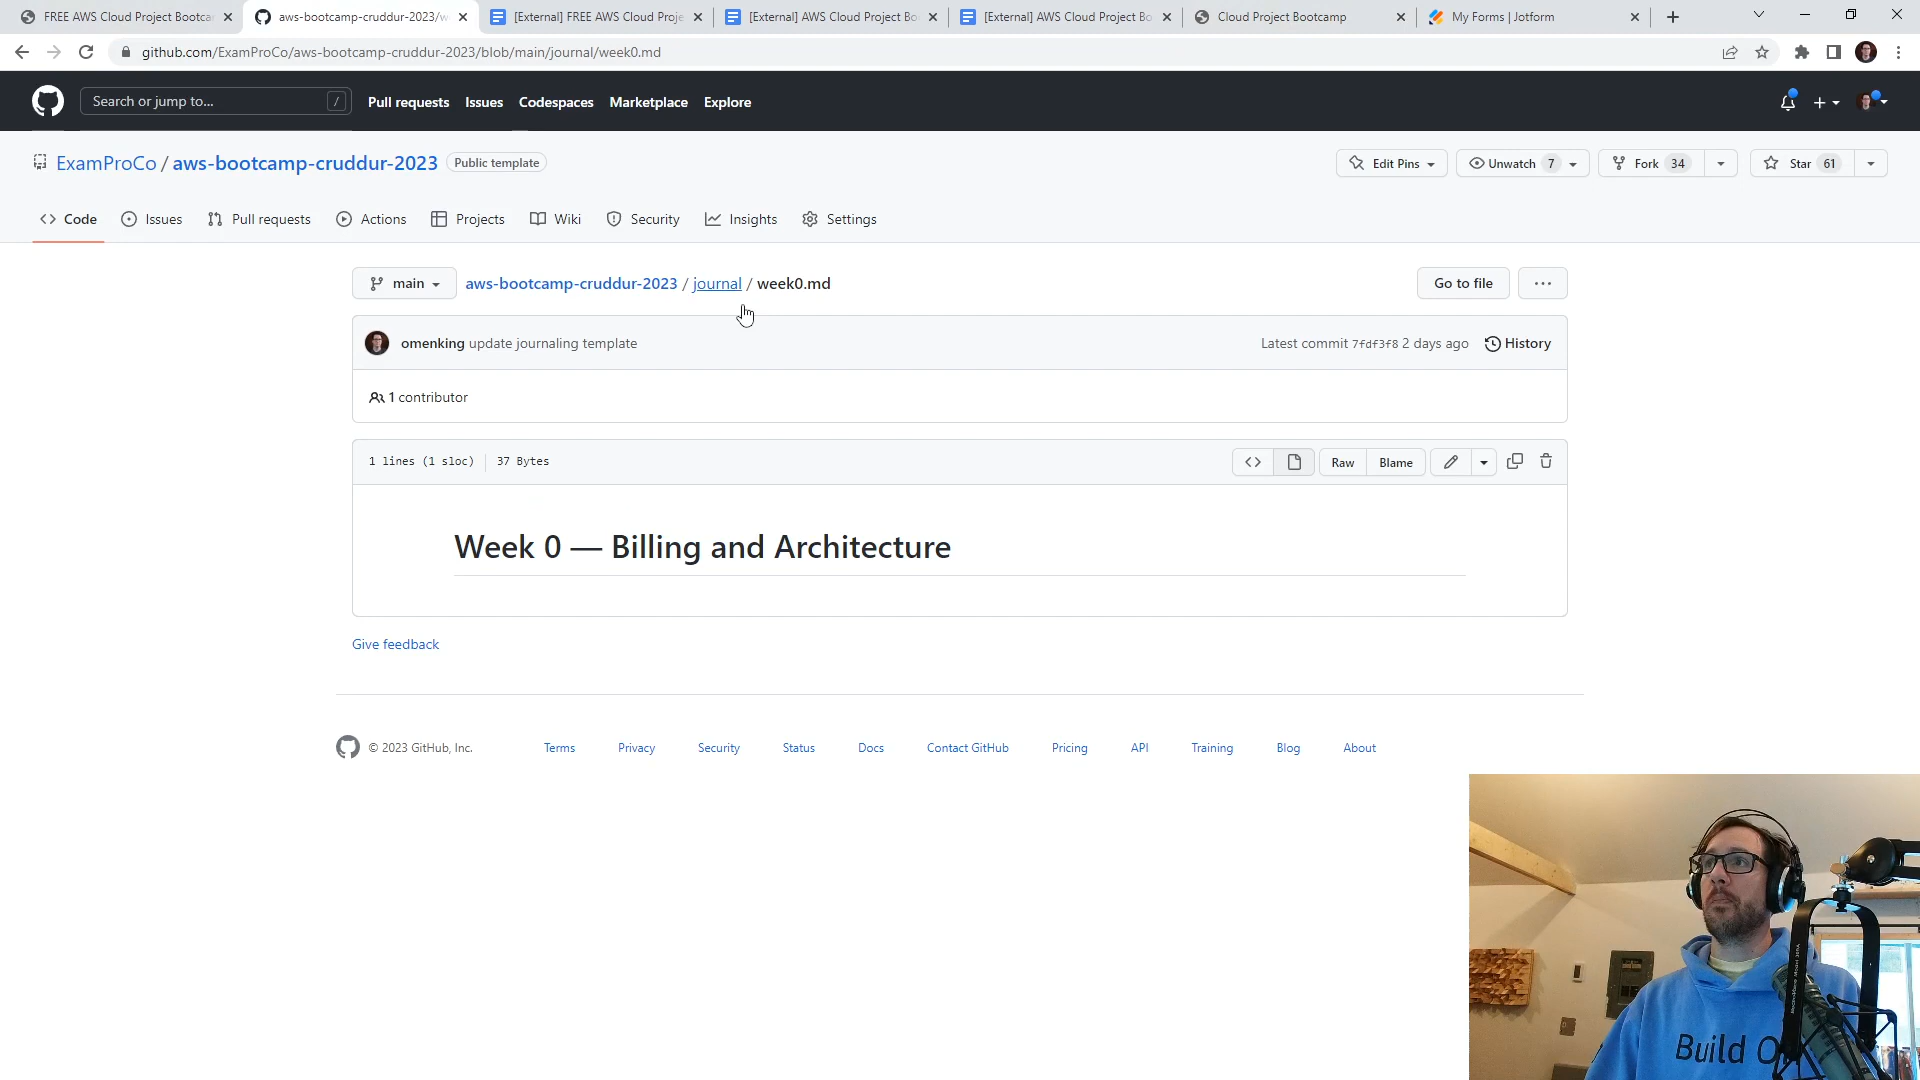 FREE AWS Cloud Project Bootca
aws-bootcamp-cruddur-2023/w
[External] FREE AWS Cloud Proje
[External] AWS Cloud Project Bo
[External] AWS Cloud Project Bo
Cloud Project Bootcamp
My Forms | Jotform
github.com/ExamProCo/aws-bootcamp-cruddur-2023/blob/main/journal/week0.md
Search or jump to... /
Pull requests Issues Codespaces Marketplace Explore
ExamProCo / aws-bootcamp-cruddur-2023 Public template
Edit Pins Unwatch 7 Fork 34 Star 61
Code Issues Pull requests Actions Projects Wiki Security Insights Settings
main aws-bootcamp-cruddur-2023 / journal / week0.md Go to file ...
omenking update journaling template Latest commit 7fdf3f8 2 days ago History
1 contributor
1 lines (1 sloc) 37 Bytes Raw Blame
Week 0 — Billing and Architecture
Give feedback
© 2023 GitHub, Inc. Terms Privacy Security Status Docs Contact GitHub Pricing API Training Blog About
Build